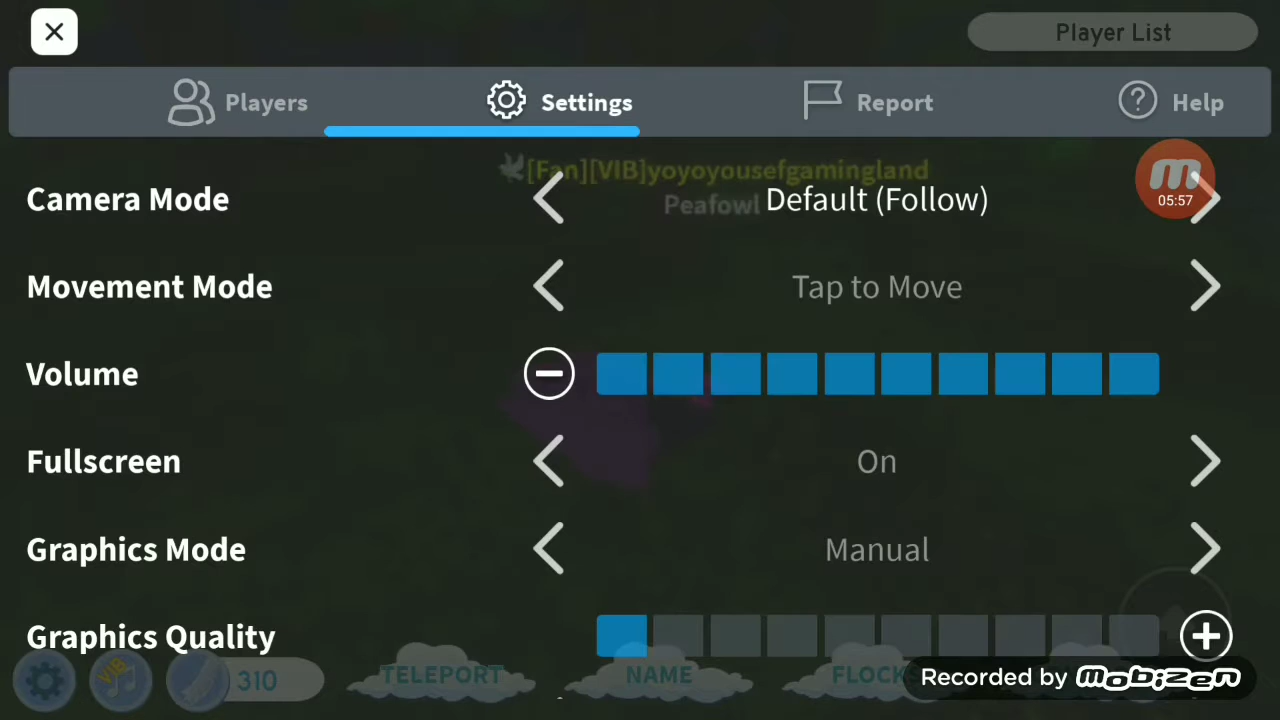 Player List
Players
Settings
Report
Help
[Fan][VIB]yoyoyousefgamingland
Peafowl
Camera Mode
Default (Follow)
05:57
Movement Mode
Tap to Move
Volume
Fullscreen
On
Graphics Mode
Manual
Graphics Quality
VIB
310
TELEPORT
NAME
FLOCK
Recorded by mobizen